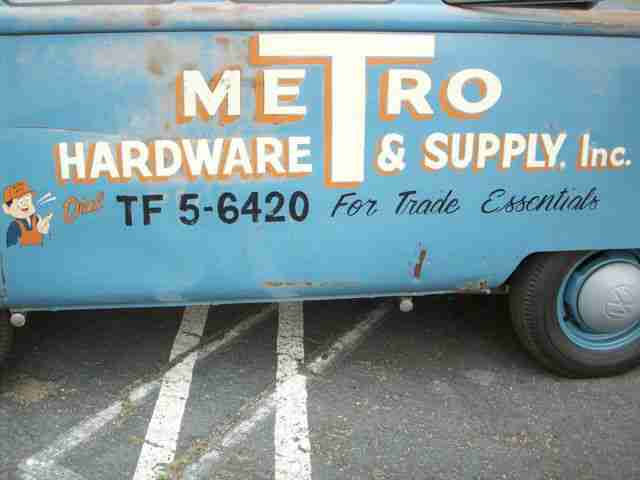 METRO
HARDWARE & SUPPLY, Inc.
Dial TF 5-6420 For Trade Essentials